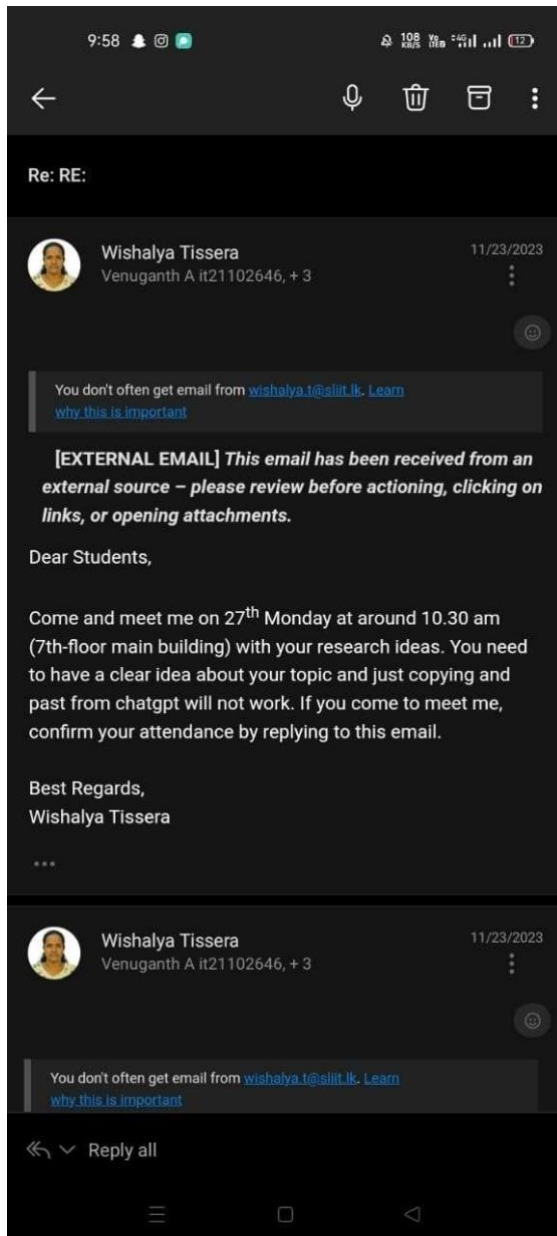 9:58
108 KB/S 4G 12
Re: RE:
Wishalya Tissera 11/23/2023
Venuganth A it21102646, + 3
You don't often get email from wishalya.t@sliit.lk. Learn
why this is important
[EXTERNAL EMAIL] This email has been received from an
external source – please review before actioning, clicking on
links, or opening attachments.
Dear Students,
Come and meet me on 27th Monday at around 10.30 am
(7th-floor main building) with your research ideas. You need
to have a clear idea about your topic and just copying and
past from chatgpt will not work. If you come to meet me,
confirm your attendance by replying to this email.
Best Regards,
Wishalya Tissera
Wishalya Tissera 11/23/2023
Venuganth A it21102646, + 3
You don't often get email from wishalya.t@sliit.lk. Learn
why this is important
Reply all